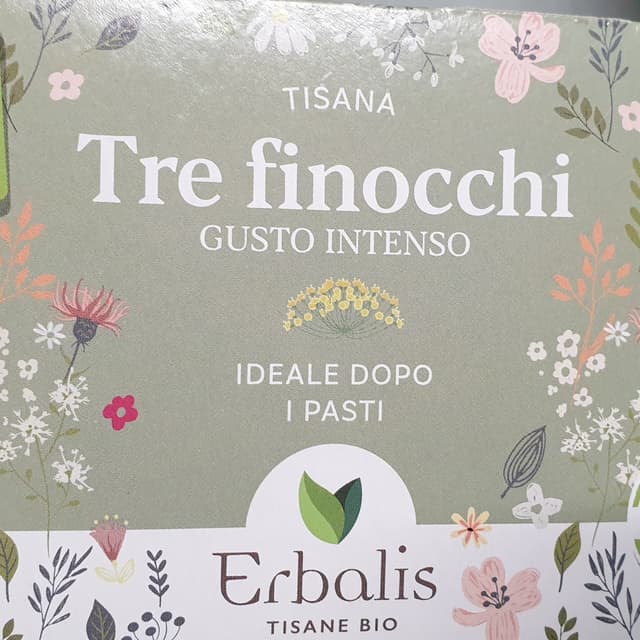 TISANA
Tre finocchi
GUSTO INTENSO
IDEALE DOPO
I PASTI
Erbalis
TISANE BIO